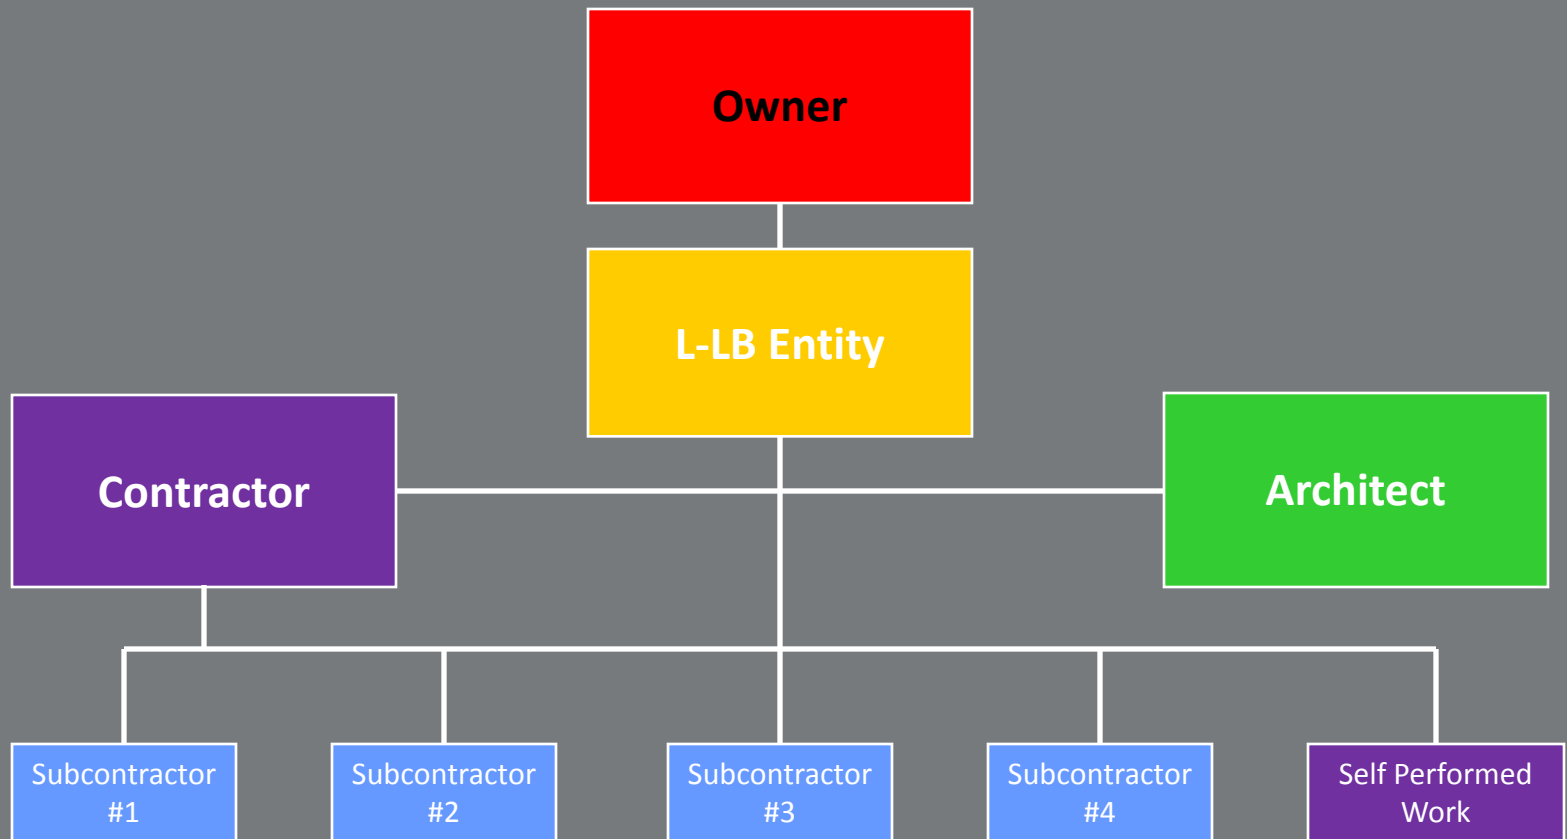 Owner
L-LB Entity
Contractor
Architect
Subcontractor
#1
Subcontractor
#2
Subcontractor
#3
Subcontractor
#4
Self Performed
Work